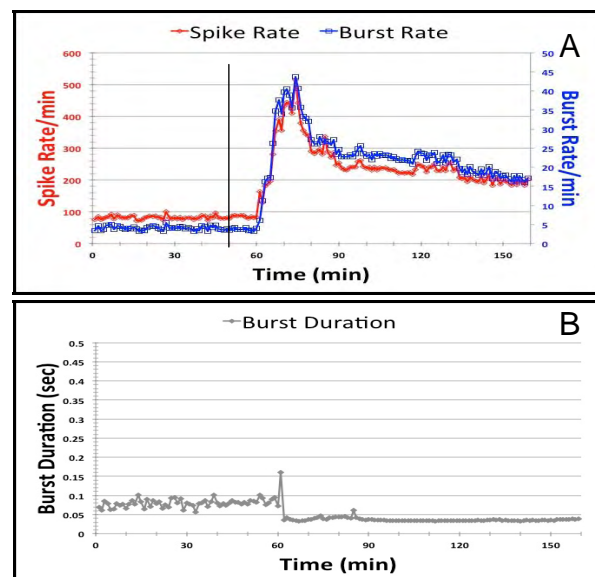 Spike Rate Burst Rate A
600 50
500 45
400 40
300 35
200 30
100 25
0 20
15
10
5
0
Spike Rate/min
Burst Rate/min
0 30 60 90 120 150
Time (min)
Burst Duration B
0.5
0.45
0.4
0.35
0.3
0.25
0.2
0.15
0.1
0.05
0
Burst Duration (sec)
0 30 60 90 120 150
Time (min)